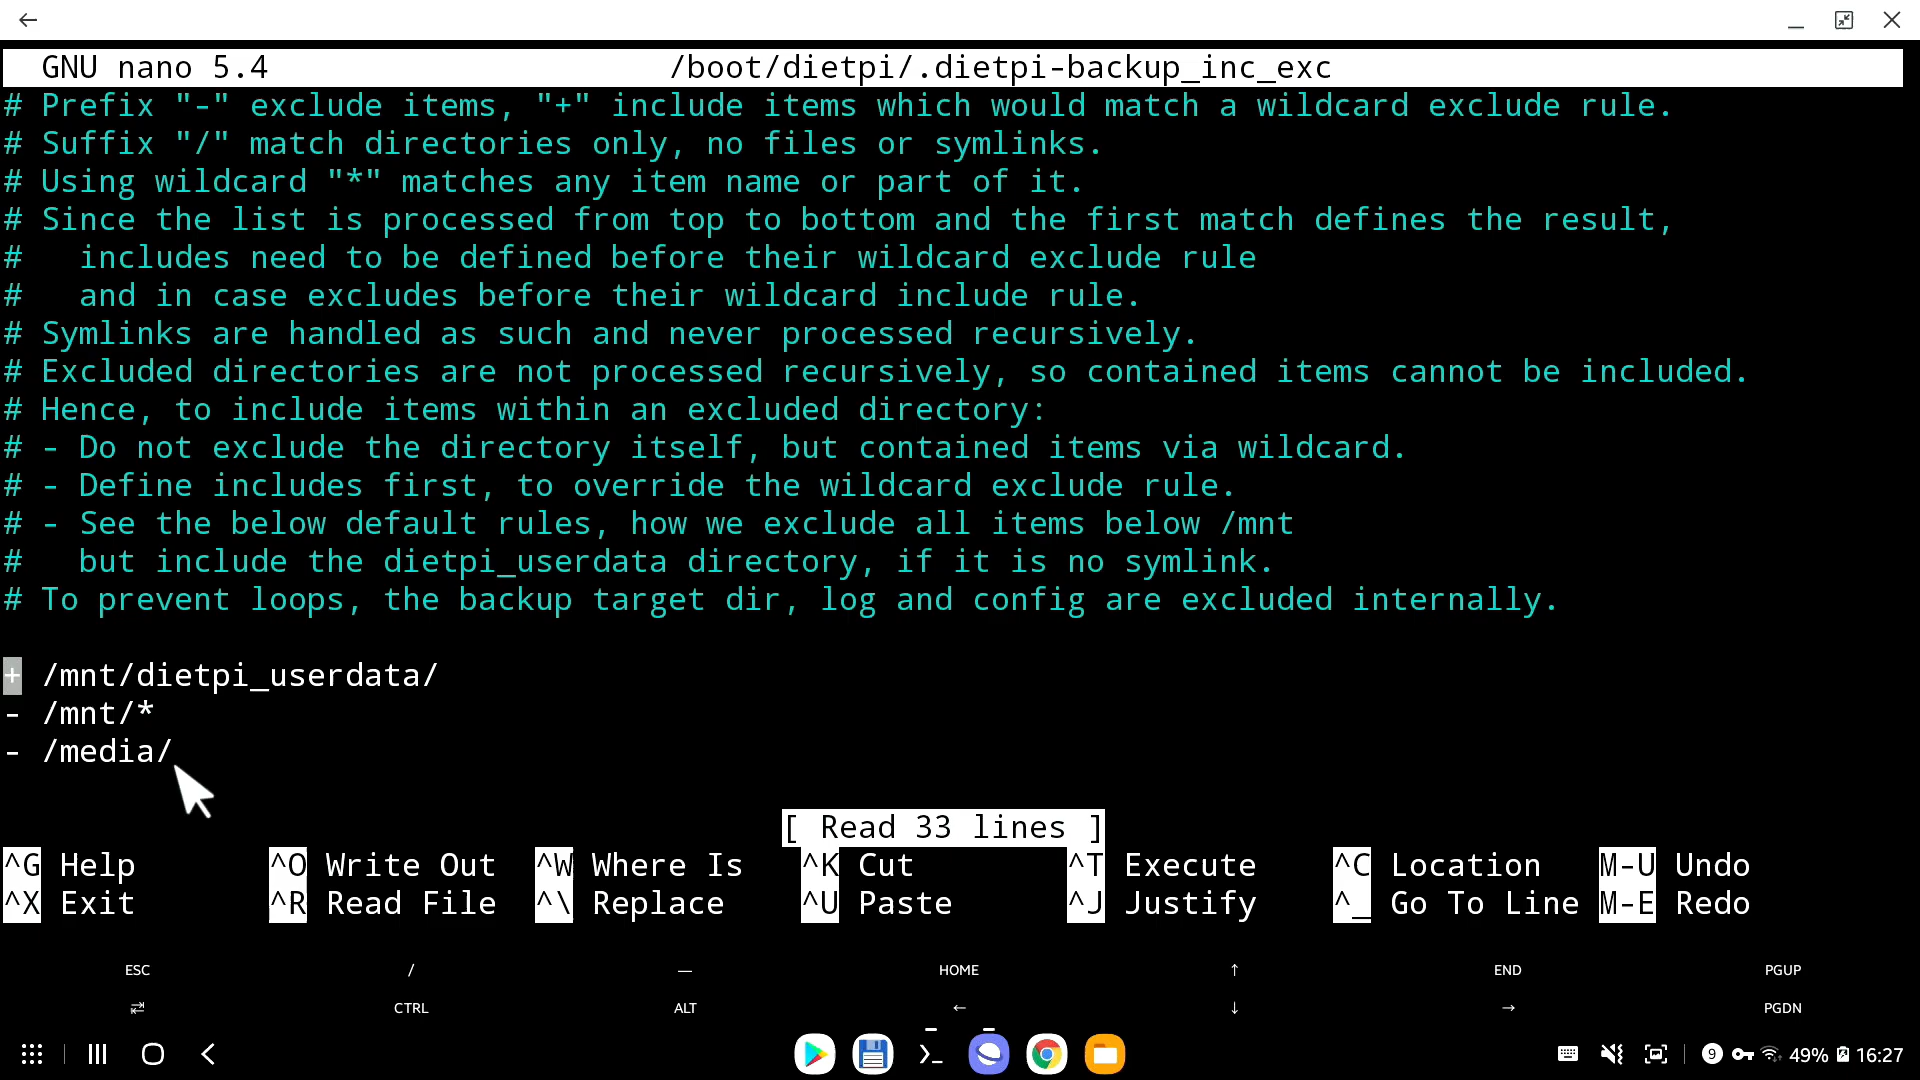 GNU nano 5.4 /boot/dietpi/.dietpi-backup_inc_exc
# Prefix "-" exclude items, "+" include items which would match a wildcard exclude rule.
# Suffix "/" match directories only, no files or symlinks.
# Using wildcard "*" matches any item name or part of it.
# Since the list is processed from top to bottom and the first match defines the result,
#   includes need to be defined before their wildcard exclude rule
#   and in case excludes before their wildcard include rule.
# Symlinks are handled as such and never processed recursively.
# Excluded directories are not processed recursively, so contained items cannot be included.
# Hence, to include items within an excluded directory:
# - Do not exclude the directory itself, but contained items via wildcard.
# - Define includes first, to override the wildcard exclude rule.
# - See the below default rules, how we exclude all items below /mnt
#   but include the dietpi_userdata directory, if it is no symlink.
# To prevent loops, the backup target dir, log and config are excluded internally.
+ /mnt/dietpi_userdata/
- /mnt/*
- /media/
[ Read 33 lines ]
^G Help ^O Write Out ^W Where Is ^K Cut ^T Execute ^C Location M-U Undo
^X Exit ^R Read File ^\ Replace ^U Paste ^J Justify ^_ Go To Line M-E Redo
ESC / — HOME ↑ END PGUP
⇄ CTRL ALT ← ↓ → PGDN
9 49% 16:27